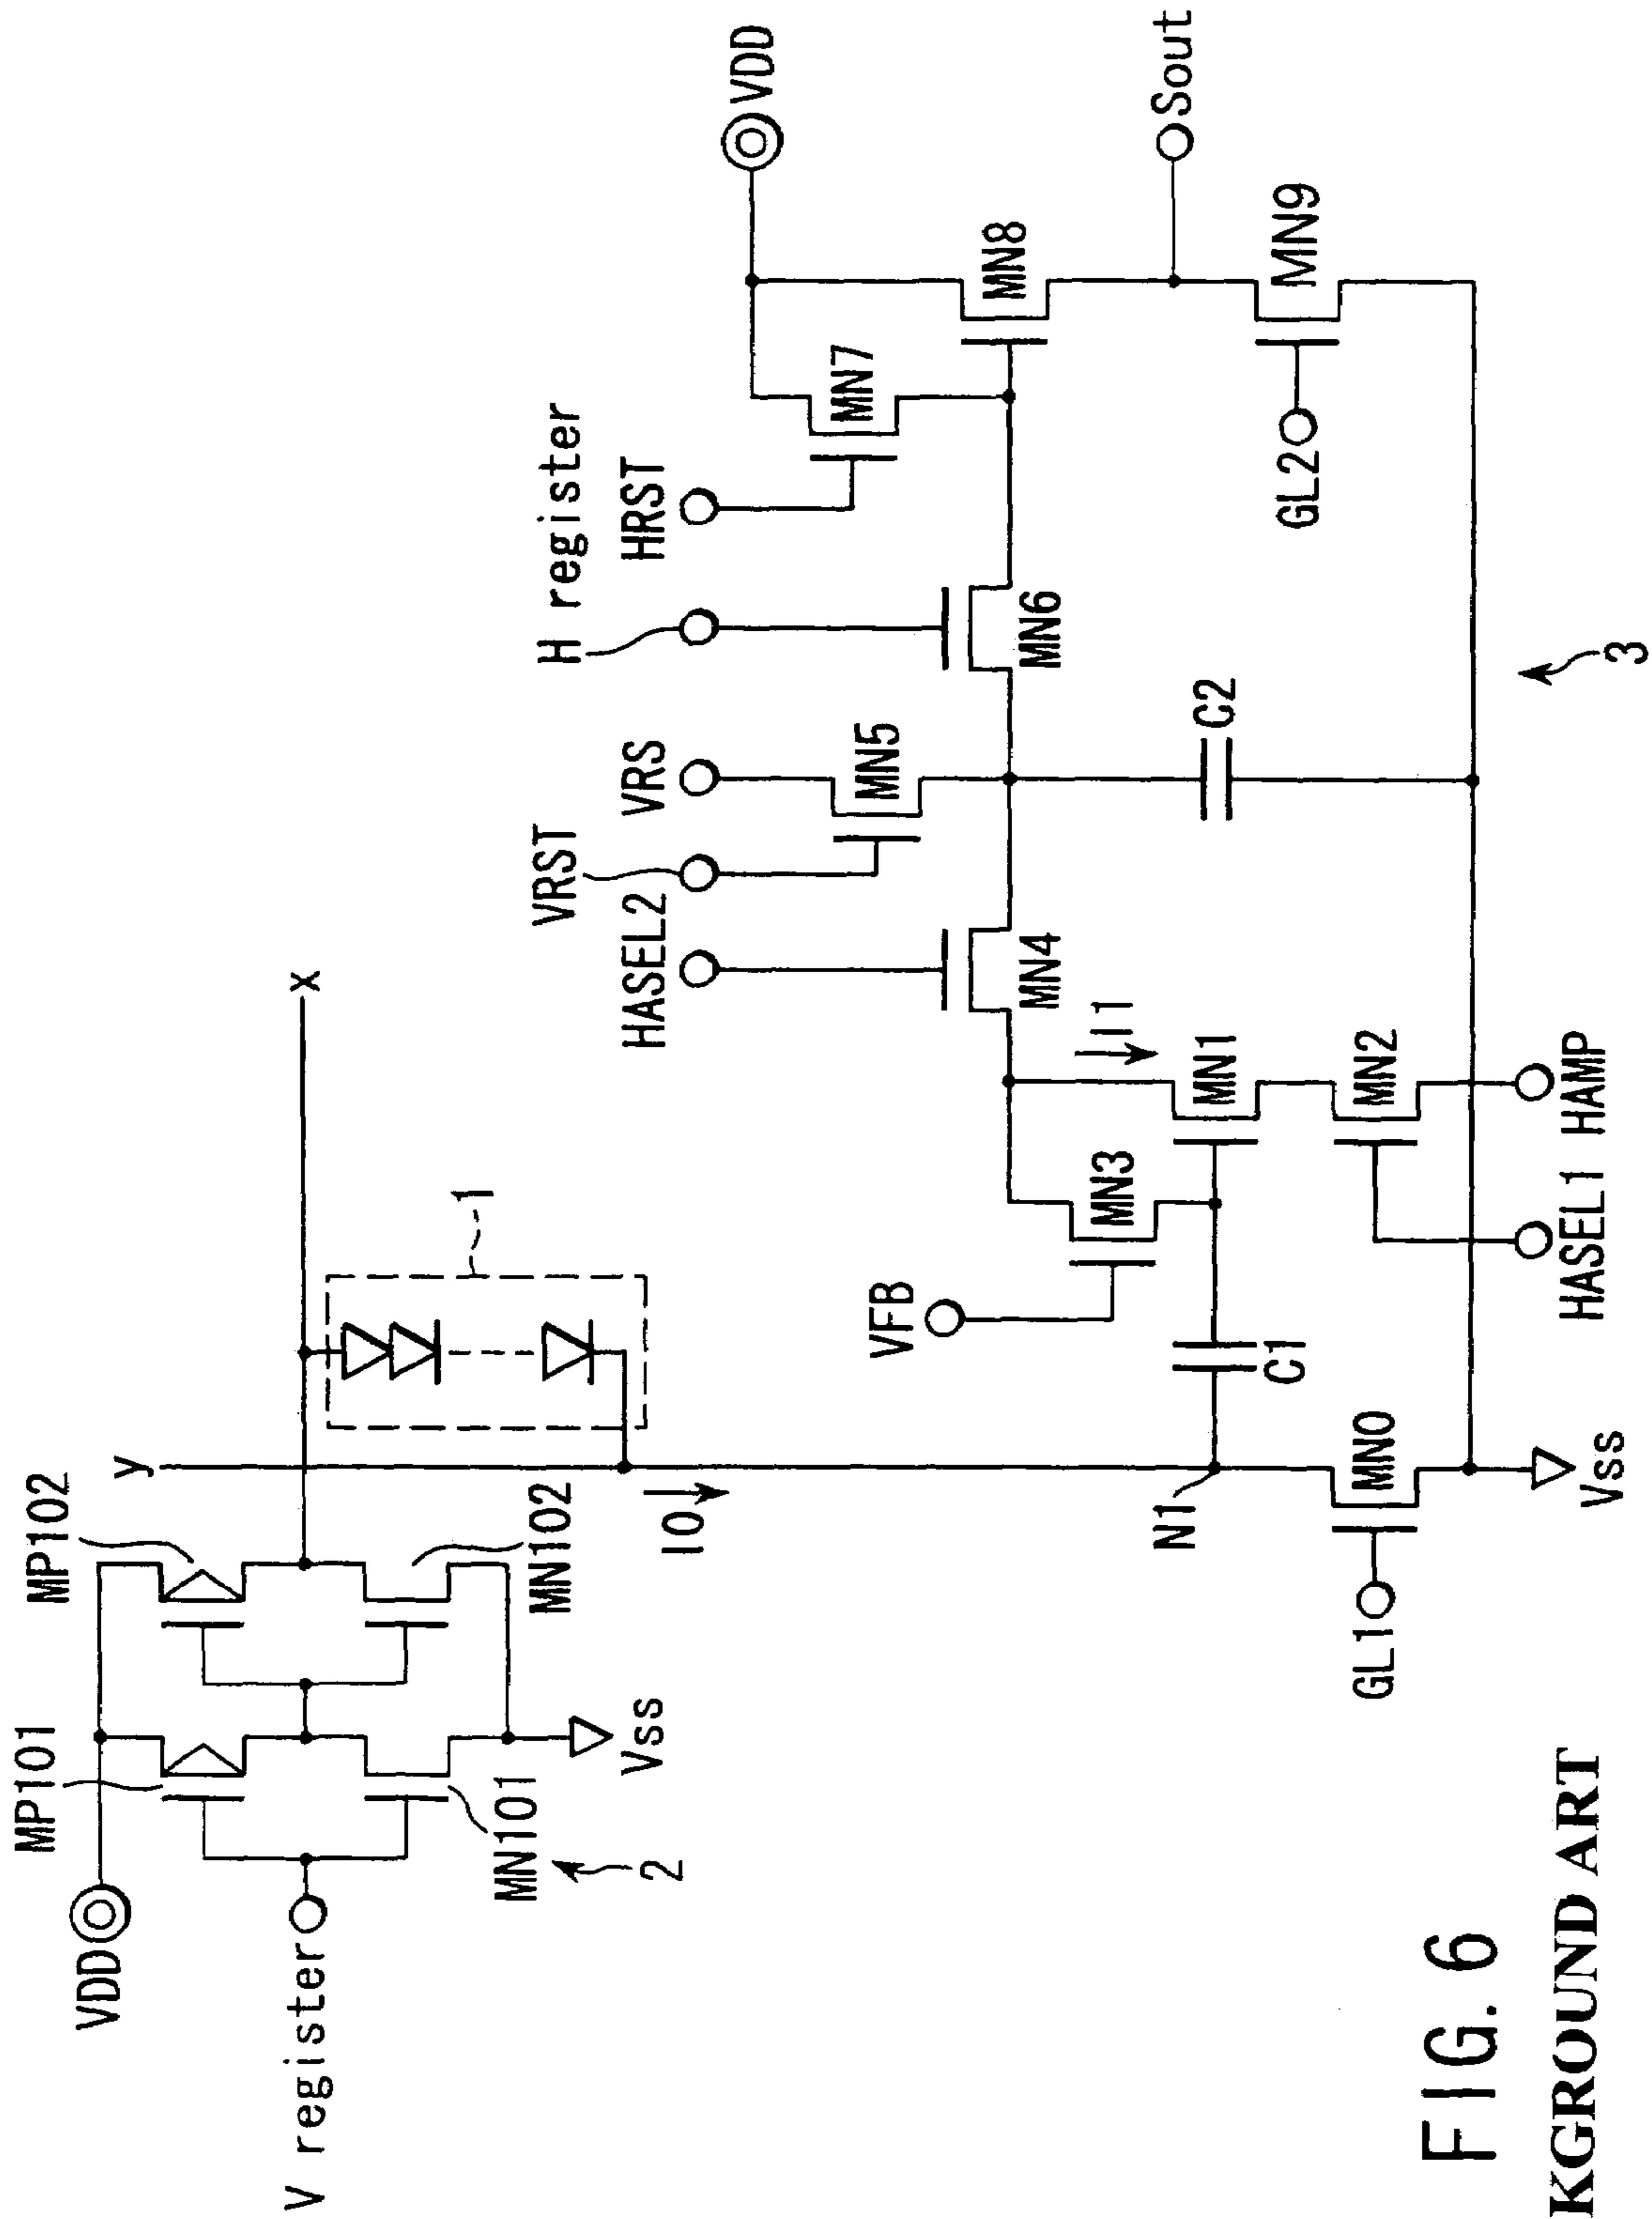 VDD
MP101
MP102
V register
MN101
MN102
2
Vss
y
x
1
I0
N1
GL1
MN0
Vss
C1
VFB
MN3
MN1
I1
MN2
HASEL1
HAMP
HASEL2
MN4
VRST
VRS
MN5
C2
H register
MN6
HRST
MN7
VDD
MN8
Sout
GL2
MN9
3
FIG. 6
KGROUND ART